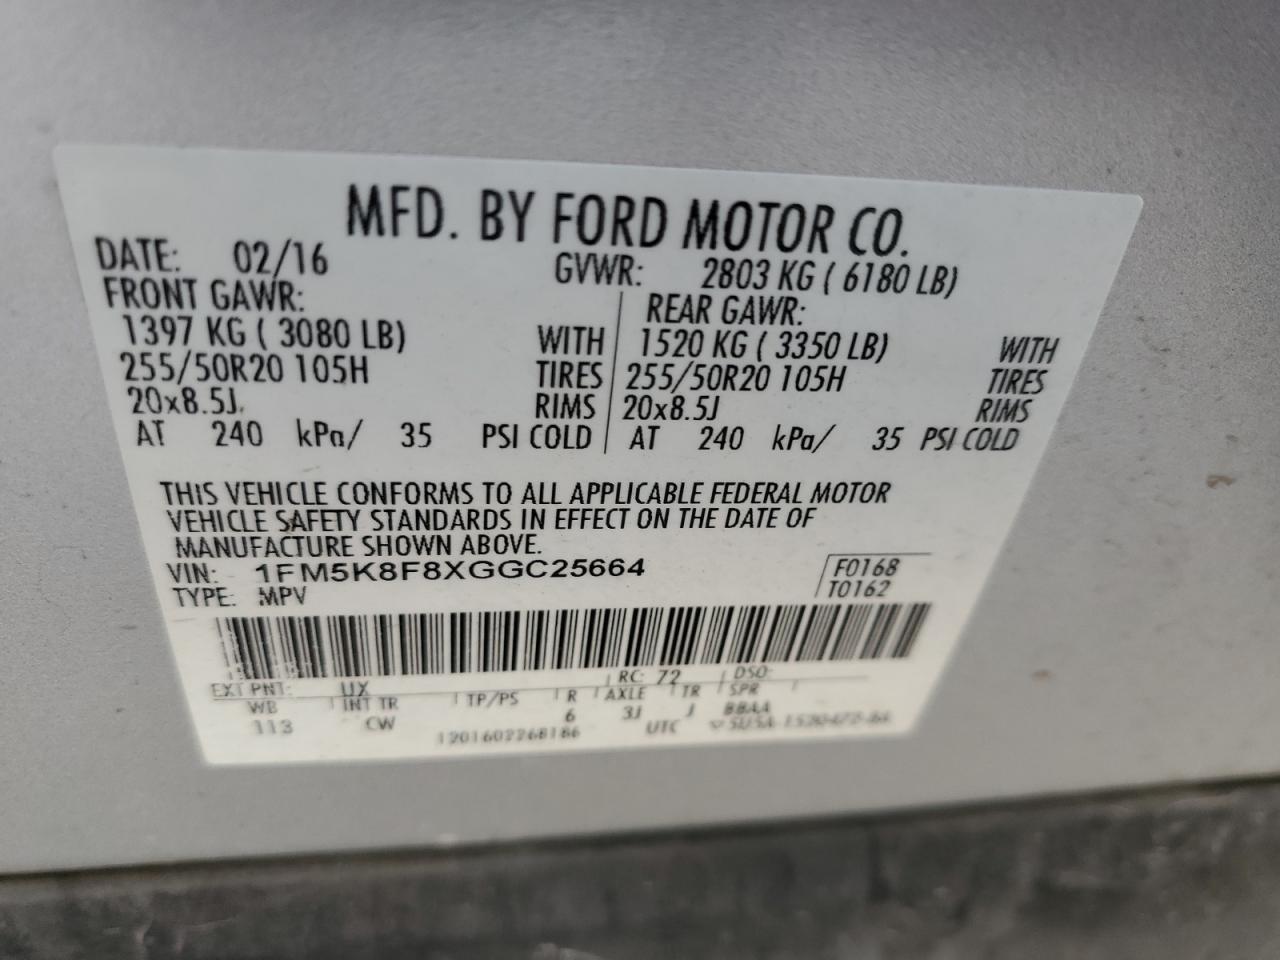 MFD. BY FORD MOTOR CO.
DATE: 02/16 GVWR: 2803 KG ( 6180 LB)
FRONT GAWR: REAR GAWR:
1397 KG ( 3080 LB) WITH 1520 KG ( 3350 LB) WITH
255/50R20 105H TIRES 255/50R20 105H TIRES
20x8.5J RIMS 20x8.5J RIMS
AT 240 kPa/ 35 PSI COLD AT 240 kPa/ 35 PSI COLD
THIS VEHICLE CONFORMS TO ALL APPLICABLE FEDERAL MOTOR
VEHICLE SAFETY STANDARDS IN EFFECT ON THE DATE OF
MANUFACTURE SHOWN ABOVE.
VIN: 1FM5K8F8XGGC25664 F0168
TYPE: MPV T0162
EXT PNT: UX RC: 72 DSO:
WB INT TR TP/PS R AXLE TR SPR
113 CW 6 3J J BBAA
1201602268186 UTC